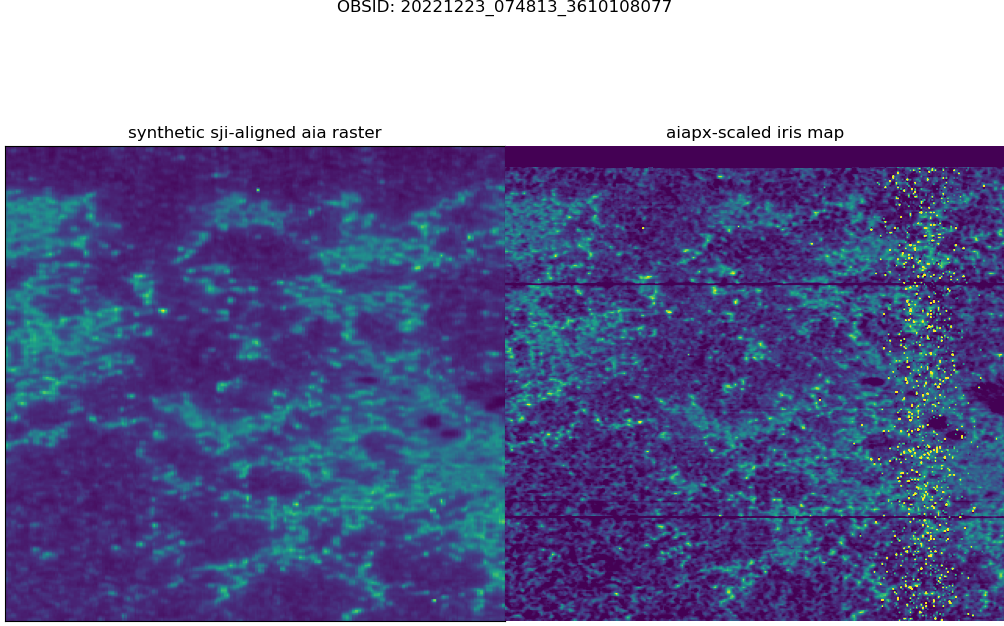 OBSID: 20221223_074813_3610108077
synthetic sji-aligned aia raster
aiapx-scaled iris map